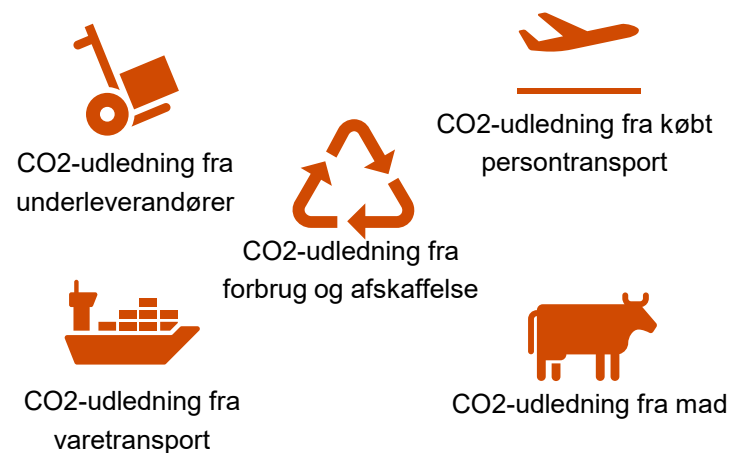 CO2-udledning fra
underleverandører
CO2-udledning fra købt
persontransport
CO2-udledning fra
forbrug og afskaffelse
CO2-udledning fra
varetransport
CO2-udledning fra mad